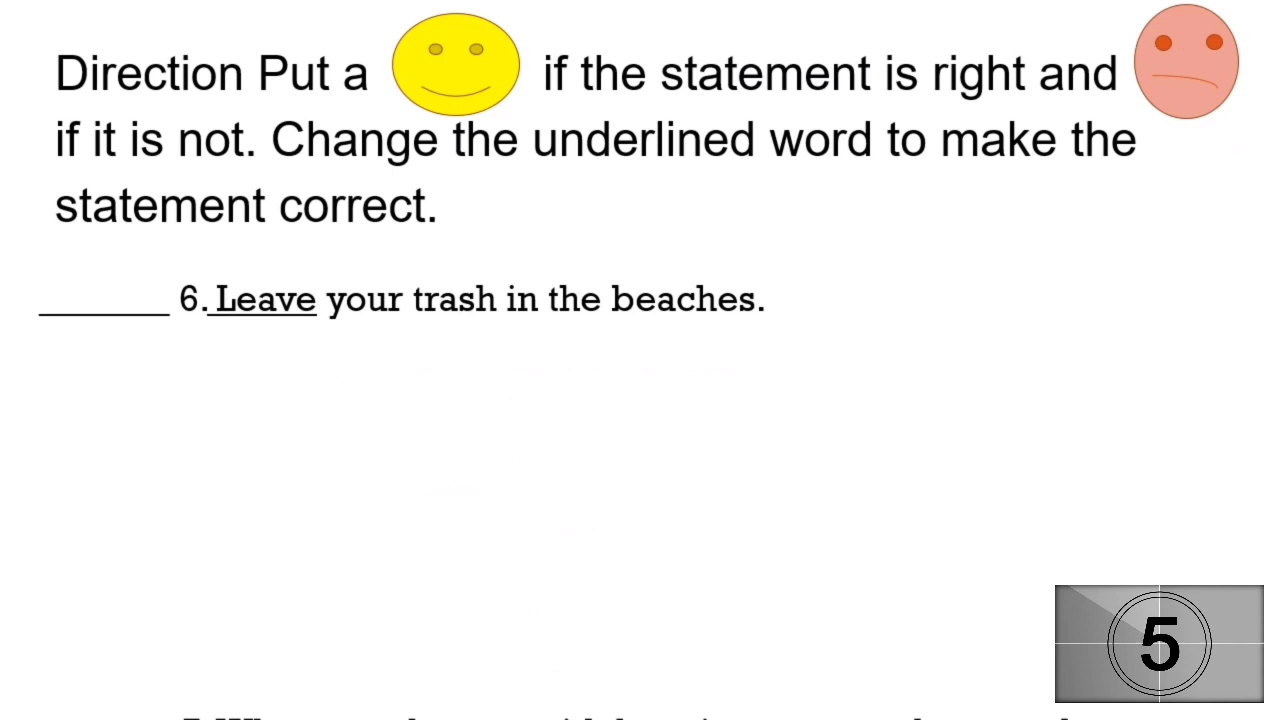 Direction Put a if the statement is right and
if it is not. Change the underlined word to make the
statement correct.
_______ 6. Leave your trash in the beaches.
5